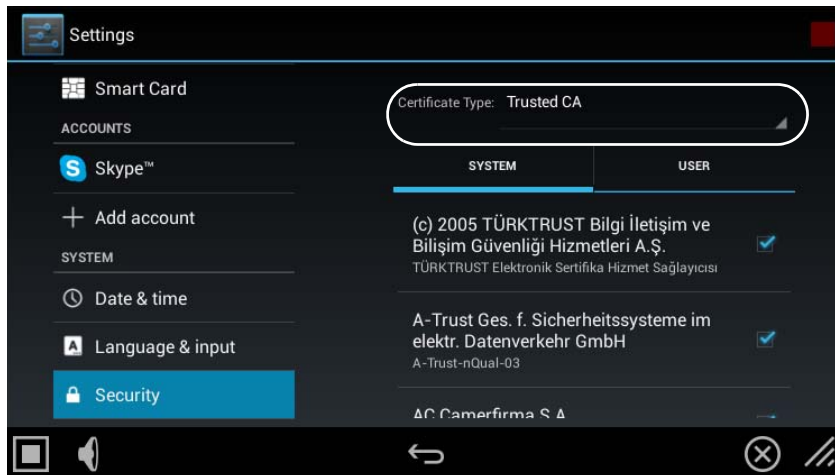 Settings
Smart Card
ACCOUNTS
Skype™
Add account
SYSTEM
Date & time
Language & input
Security
Certificate Type: Trusted CA
SYSTEM USER
(c) 2005 TÜRKTRUST Bilgi İletişim ve
Bilişim Güvenliği Hizmetleri A.Ş.
TÜRKTRUST Elektronik Sertifika Hizmet Sağlayıcısı
A-Trust Ges. f. Sicherheitssysteme im
elektr. Datenverkehr GmbH
A-Trust-nQual-03
AC Camerfirma S.A.